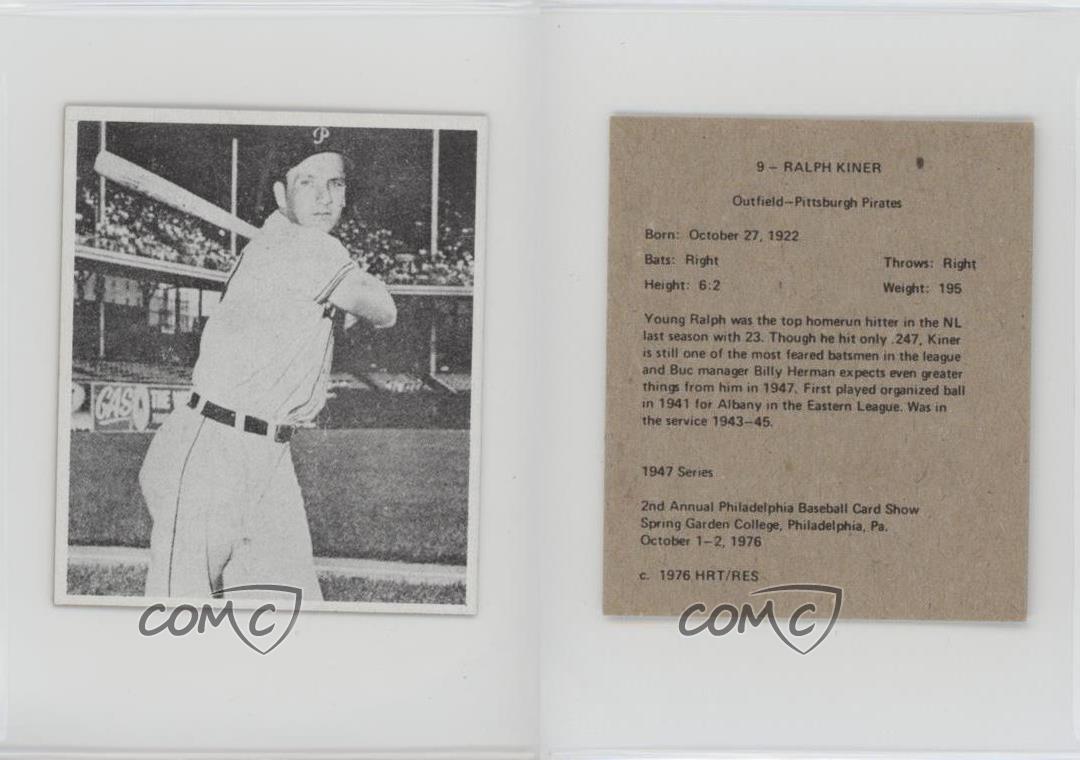 P
GAS
THE
COMC
9 – RALPH KINER
Outfield–Pittsburgh Pirates
Born: October 27, 1922
Bats: Right Throws: Right
Height: 6:2 Weight: 195
Young Ralph was the top homerun hitter in the NL
last season with 23. Though he hit only .247, Kiner
is still one of the most feared batsmen in the league
and Buc manager Billy Herman expects even greater
things from him in 1947. First played organized ball
in 1941 for Albany in the Eastern League. Was in
the service 1943–45.
1947 Series
2nd Annual Philadelphia Baseball Card Show
Spring Garden College, Philadelphia, Pa.
October 1–2, 1976
c. 1976 HRT/RES
COMC